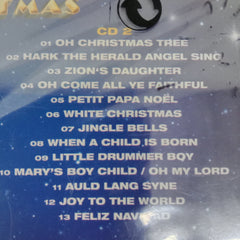 STMAS
CD 2
01 OH CHRISTMAS TREE
02 HARK THE HERALD ANGEL SING
03 ZION'S DAUGHTER
04 OH COME ALL YE FAITHFUL
05 PETIT PAPA NOËL
06 WHITE CHRISTMAS
07 JINGLE BELLS
08 WHEN A CHILD IS BORN
09 LITTLE DRUMMER BOY
10 MARY'S BOY CHILD / OH MY LORD
11 AULD LANG SYNE
12 JOY TO THE WORLD
13 FELIZ NAVIDAD